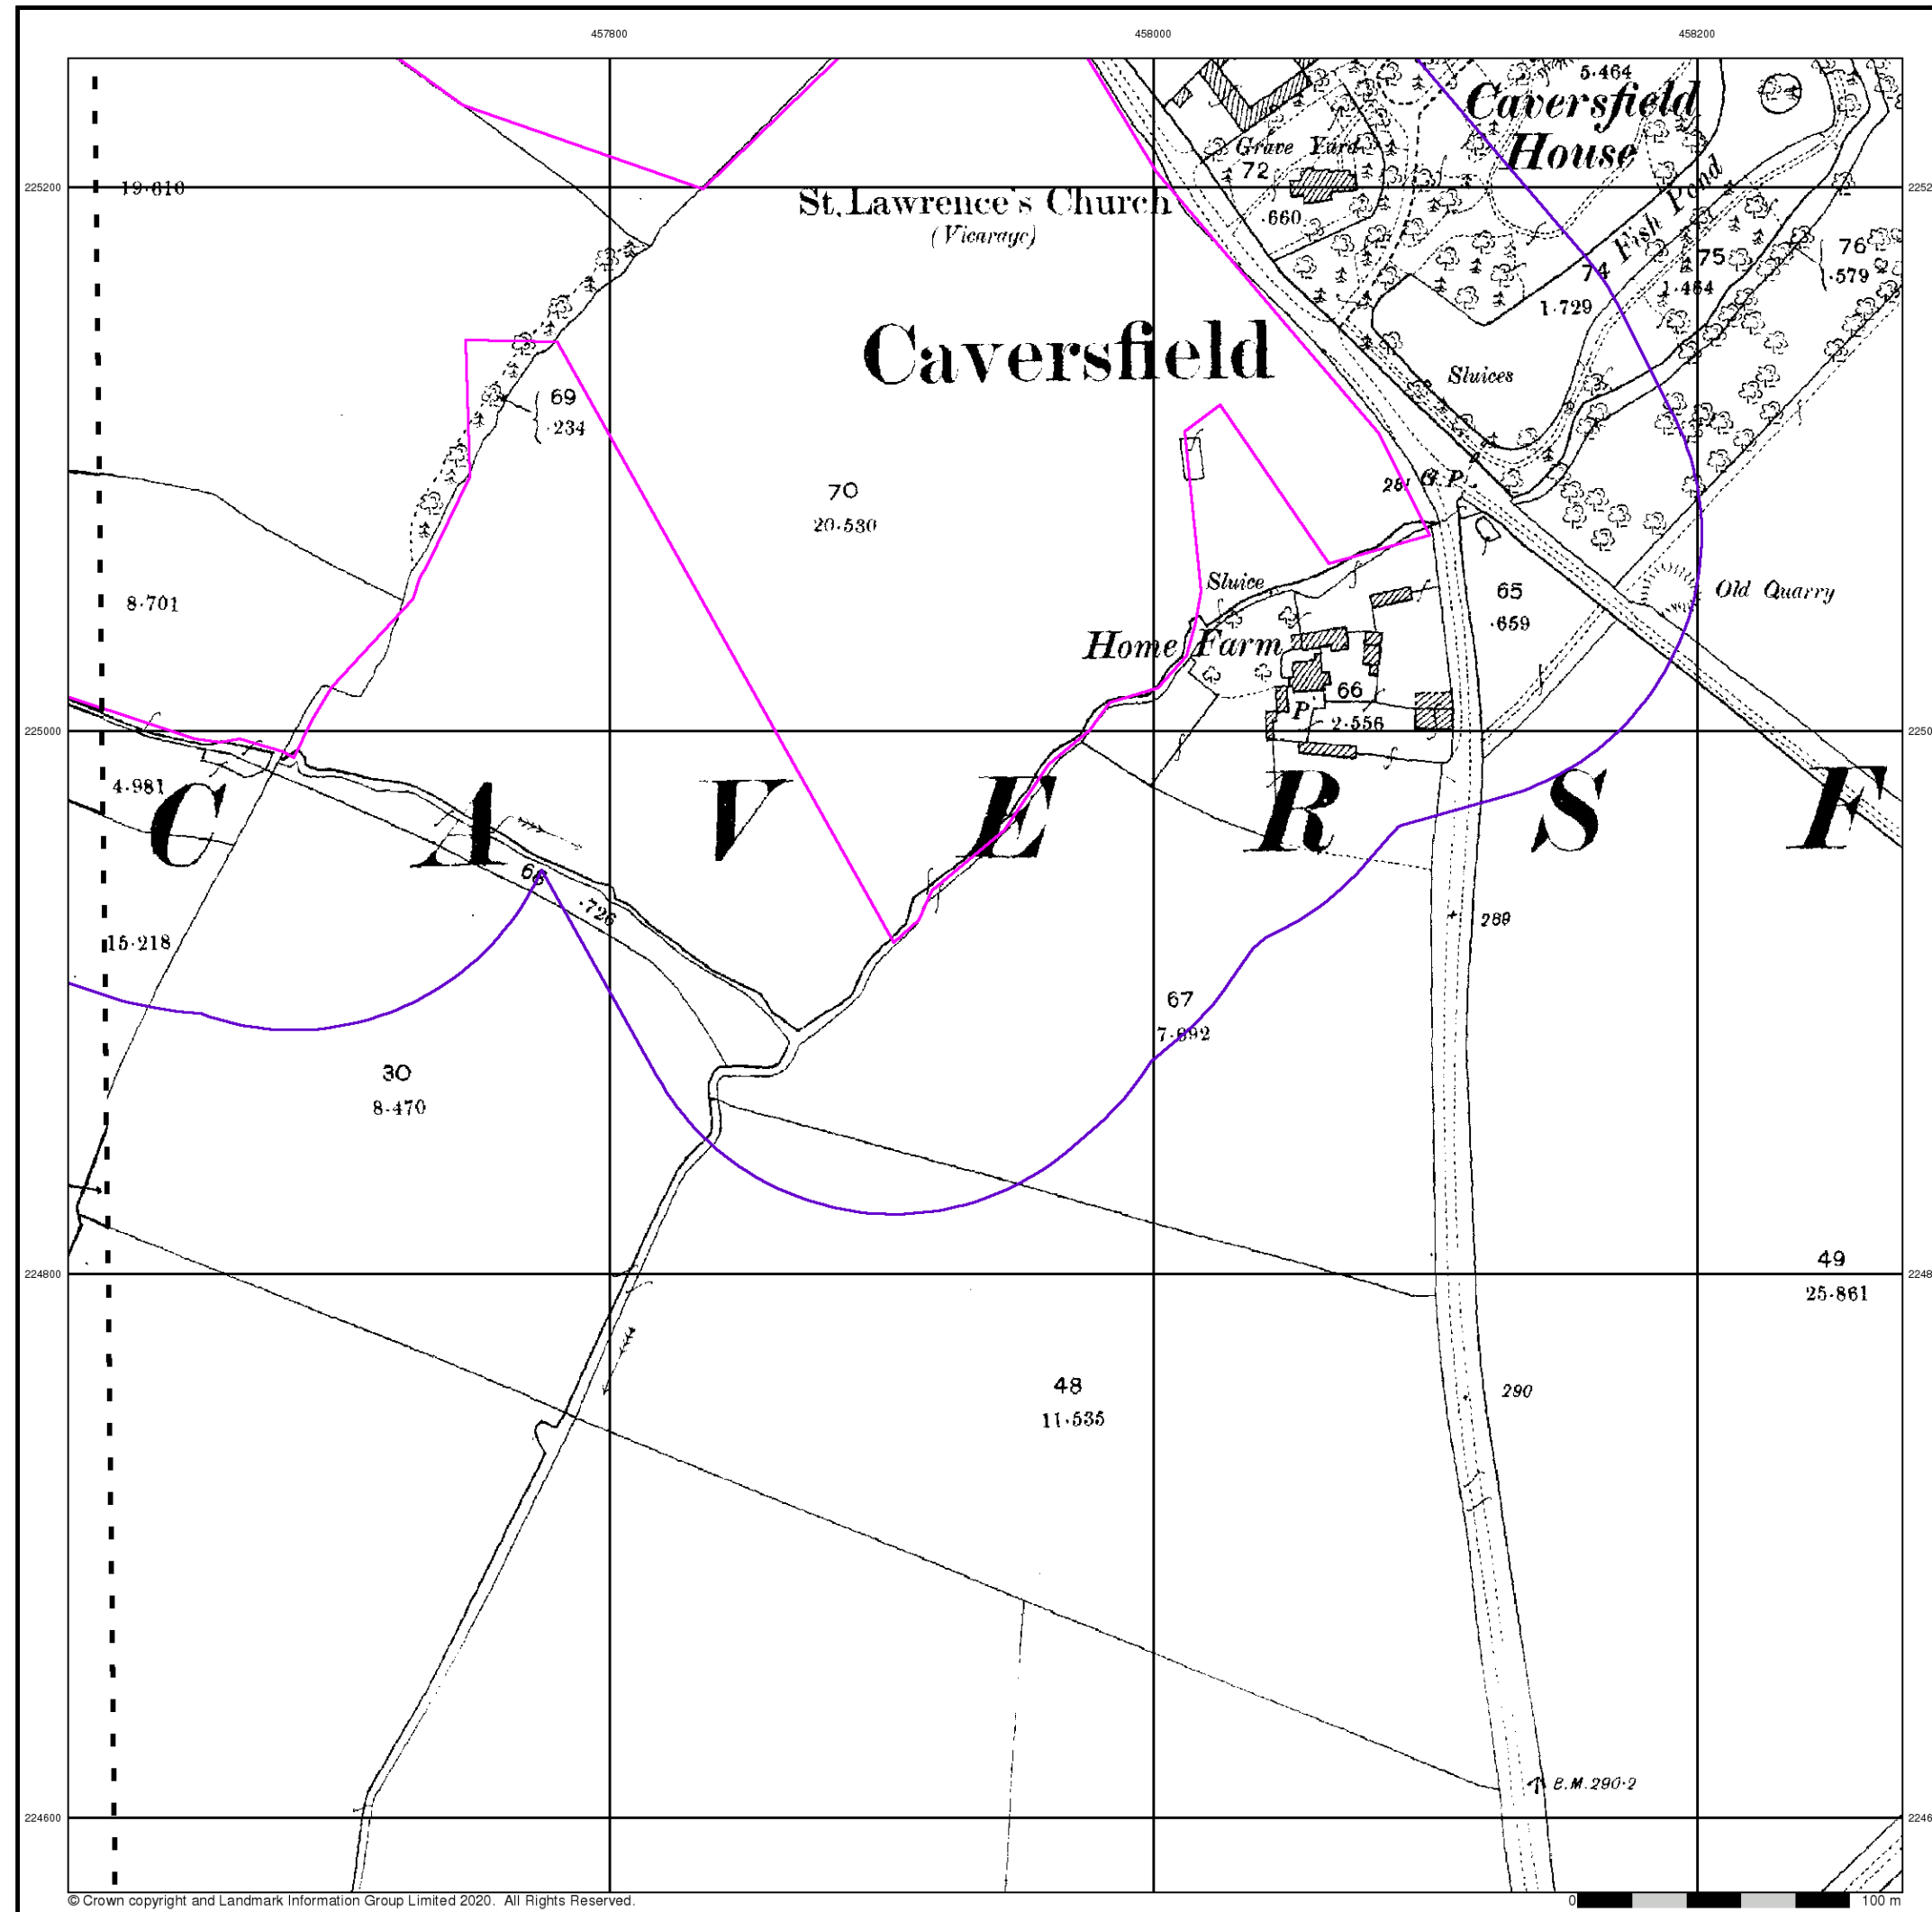 457800
458000
458200
5·464
Caversfield
House
Grave Yard
72
·660
Fish Pond
225200
19·610
St. Lawrence's Church
(Vicarage)
74
1·729
75
1·464
76
·579
Caversfield
Sluices
69
·234
70
20·530
G.P.
Sluice
8·701
65
·659
Old Quarry
Home Farm
66
2·556
P.
225000
4·981
C A V E R S F
68
·726
15·218
289
67
30
8·470
224800
49
25·861
48
11·535
290
B.M. 290·2
224600
© Crown copyright and Landmark Information Group Limited 2020. All Rights Reserved.
0 100 m